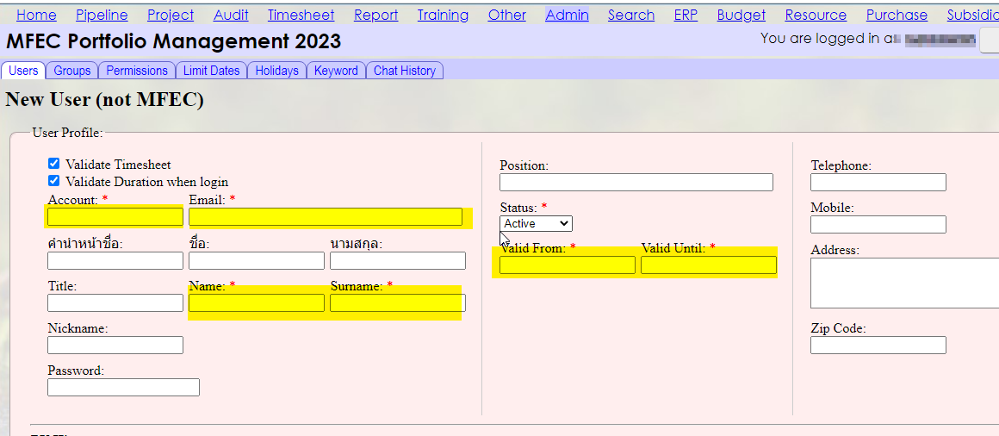 Home Pipeline Project Audit Timesheet Report Training Other Admin Search ERP Budget Resource Purchase
MFEC Portfolio Management 2023
You are logged in as
Users Groups Permissions Limit Dates Holidays Keyword Chat History
New User (not MFEC)
User Profile:
Validate Timesheet
Validate Duration when login
Account: * Email: *
คำนำหน้าชื่อ: ชื่อ: นามสกุล:
Title: Name: * Surname: *
Nickname:
Password:
Position:
Status: *
Active
Valid From: * Valid Until: *
Telephone:
Mobile:
Address:
Zip Code: